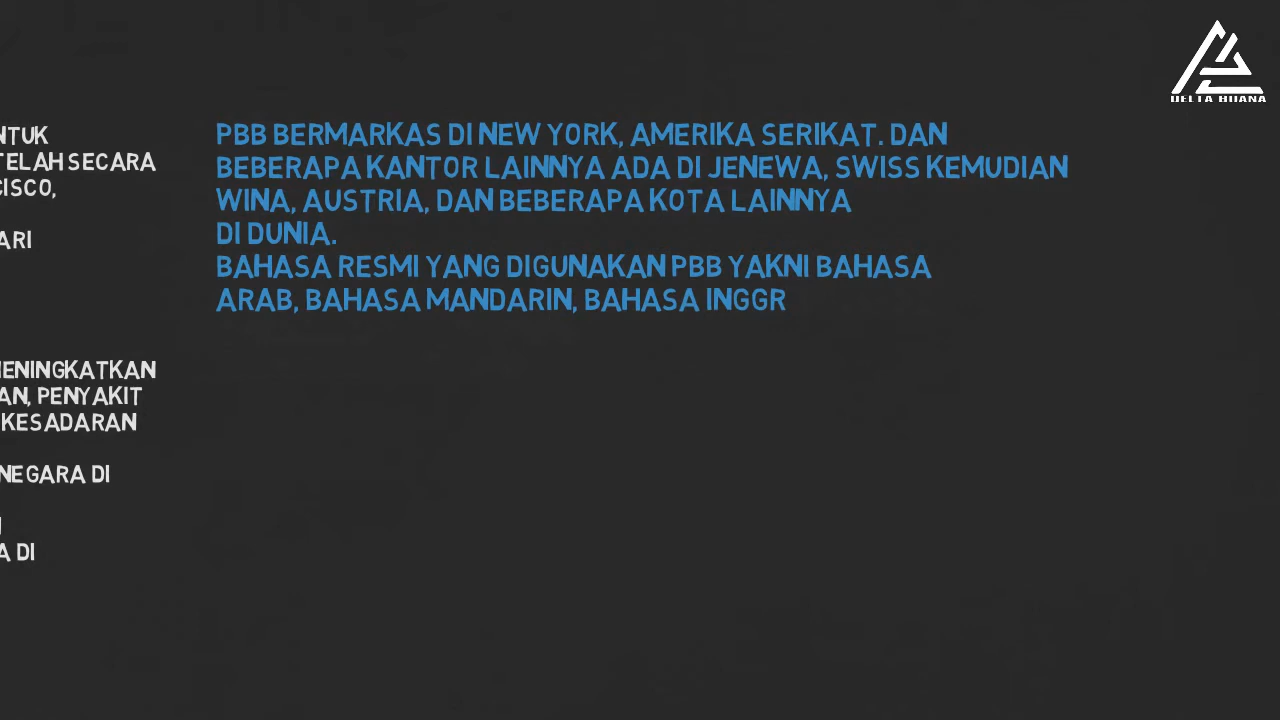 DELTA BUANA
NTUK
TELAH SECARA
CISCO,
ARI
MENINGKATKAN
AN, PENYAKIT
KESADARAN
NEGARA DI
A DI
PBB BERMARKAS DI NEW YORK, AMERIKA SERIKAT. DAN
BEBERAPA KANTOR LAINNYA ADA DI JENEWA, SWISS KEMUDIAN
WINA, AUSTRIA, DAN BEBERAPA KOTA LAINNYA
DI DUNIA.
BAHASA RESMI YANG DIGUNAKAN PBB YAKNI BAHASA
ARAB, BAHASA MANDARIN, BAHASA INGGR